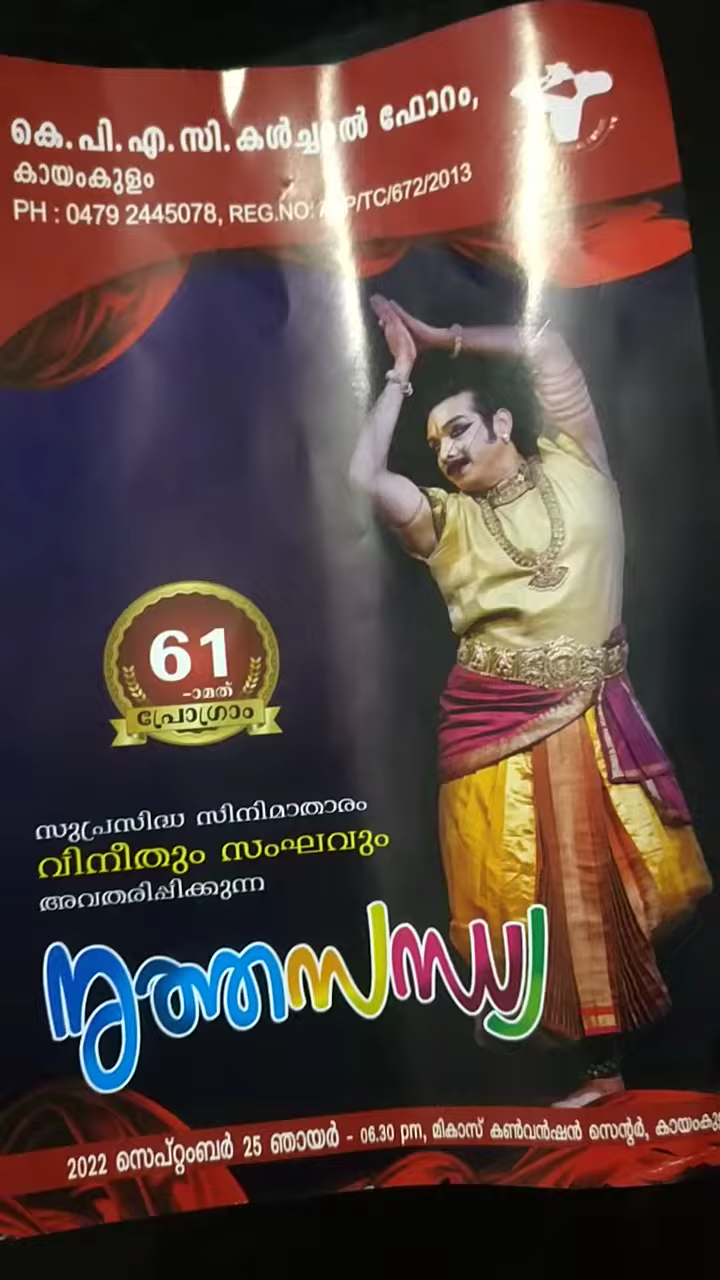 കെ.പി.എ.സി. കൾച്ചറൽ ഫോറം,
കായംകുളം
PH : 0479 2445078, REG.NO: P/TC/672/2013
61
-ാമത്
പ്രോഗ്രാം
സുപ്രസിദ്ധ സിനിമാതാരം
വിനീതും സംഘവും
അവതരിപ്പിക്കുന്ന
നൃത്തസന്ധ്യ
2022 സെപ്റ്റംബർ 25 ഞായർ - 06.30 pm, മികാസ് കൺവൻഷൻ സെന്റർ, കായംകു